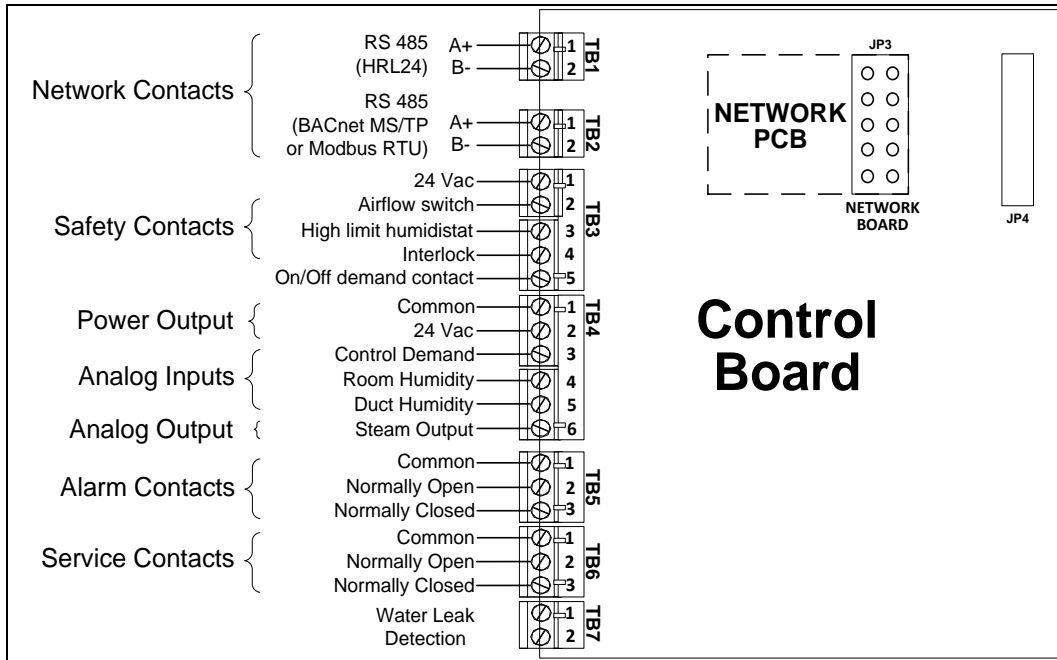 Network Contacts
RS 485
(HRL24)
A+
B-
1
2
TB1
RS 485
(BACnet MS/TP
or Modbus RTU)
A+
B-
1
2
TB2
Safety Contacts
24 Vac
Airflow switch
High limit humidistat
Interlock
On/Off demand contact
1
2
3
4
5
TB3
Power Output
Common
24 Vac
1
2
TB4
Analog Inputs
Control Demand
Room Humidity
Duct Humidity
3
4
5
Analog Output
Steam Output
6
Alarm Contacts
Common
Normally Open
Normally Closed
1
2
3
TB5
Service Contacts
Common
Normally Open
Normally Closed
1
2
3
TB6
Water Leak
Detection
1
2
TB7
JP3
NETWORK
PCB
NETWORK
BOARD
JP4
Control
Board